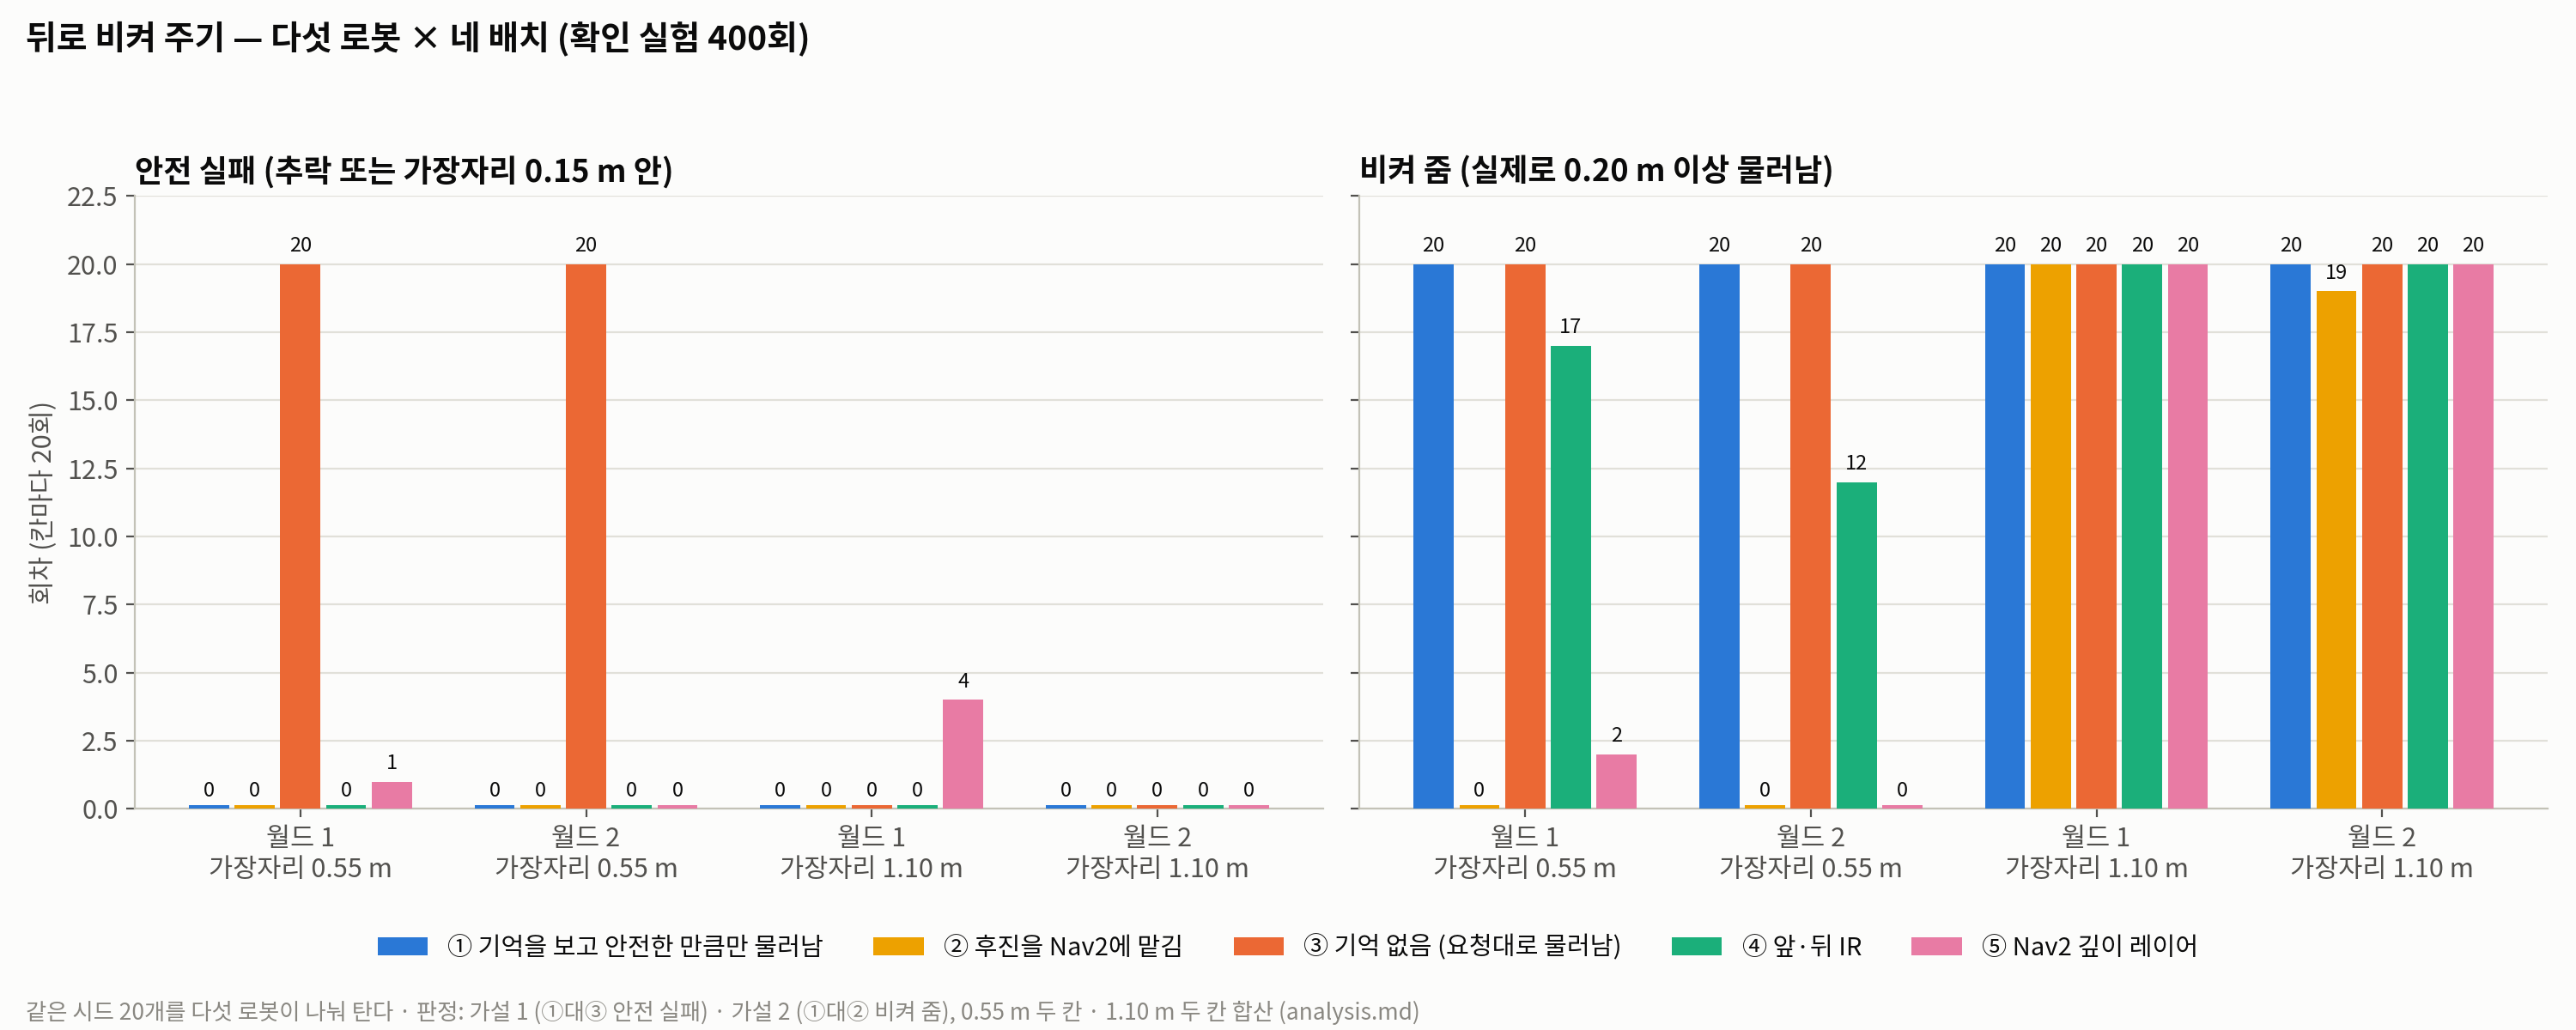 뒤로 비켜 주기 — 다섯 로봇 × 네 배치 (확인 실험 400회)
안전 실패 (추락 또는 가장자리 0.15 m 안)
회차 (칸마다 20회)
22.5
20.0
17.5
15.0
12.5
10.0
7.5
5.0
2.5
0.0
0 0 20 0 1
0 0 20 0 0
0 0 0 0 4
0 0 0 0 0
월드 1
가장자리 0.55 m
월드 2
가장자리 0.55 m
월드 1
가장자리 1.10 m
월드 2
가장자리 1.10 m
비켜 줌 (실제로 0.20 m 이상 물러남)
20 0 20 17 2
20 0 20 12 0
20 20 20 20 20
20 19 20 20 20
월드 1
가장자리 0.55 m
월드 2
가장자리 0.55 m
월드 1
가장자리 1.10 m
월드 2
가장자리 1.10 m
① 기억을 보고 안전한 만큼만 물러남
② 후진을 Nav2에 맡김
③ 기억 없음 (요청대로 물러남)
④ 앞·뒤 IR
⑤ Nav2 깊이 레이어
같은 시드 20개를 다섯 로봇이 나눠 탄다 · 판정: 가설 1 (①대③ 안전 실패) · 가설 2 (①대② 비켜 줌), 0.55 m 두 칸 · 1.10 m 두 칸 합산 (analysis.md)